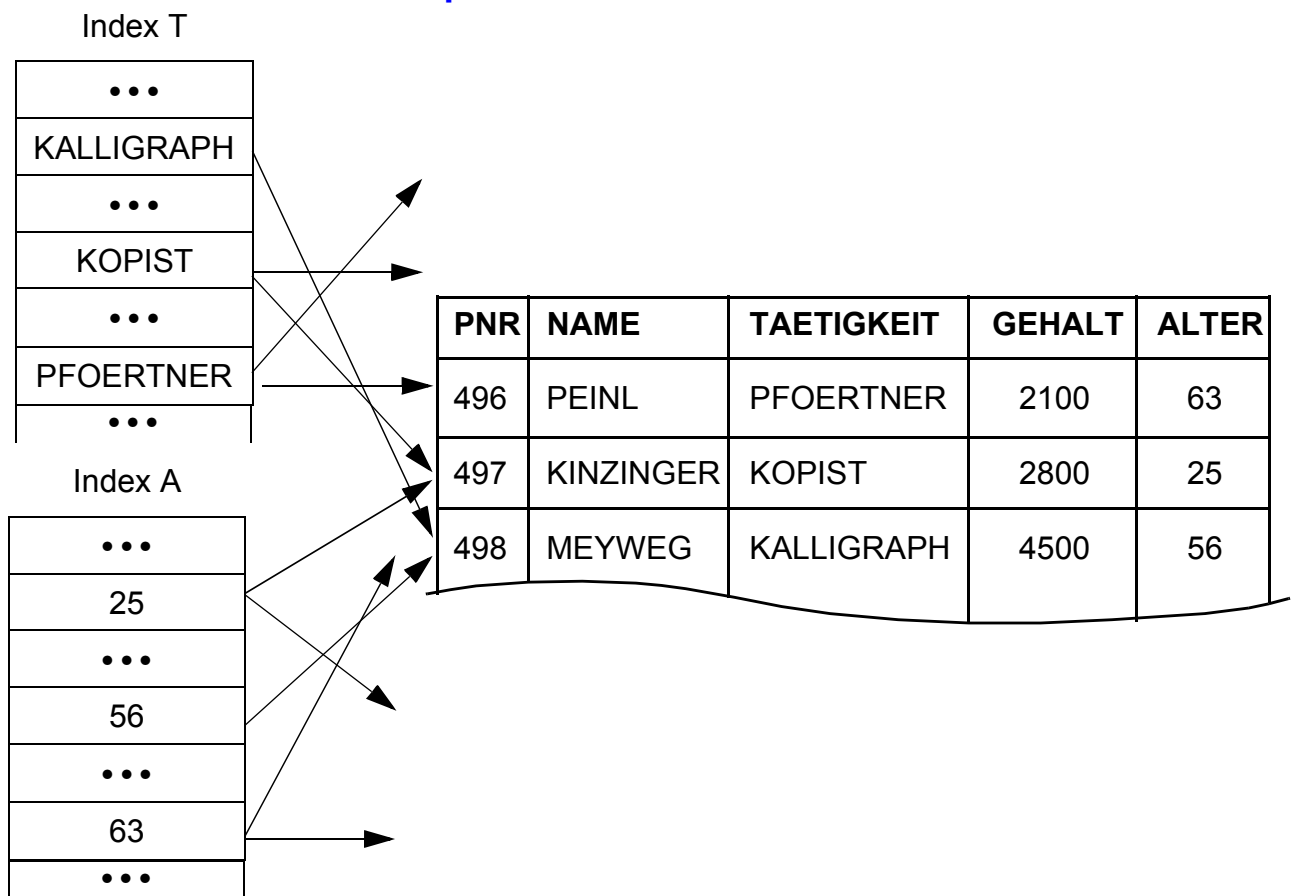 Index T
•••
KALLIGRAPH
•••
KOPIST
•••
PFOERTNER
•••
PNR NAME TAETIGKEIT GEHALT ALTER
496 PEINL PFOERTNER 2100 63
497 KINZINGER KOPIST 2800 25
498 MEYWEG KALLIGRAPH 4500 56
Index A
•••
25
•••
56
•••
63
•••